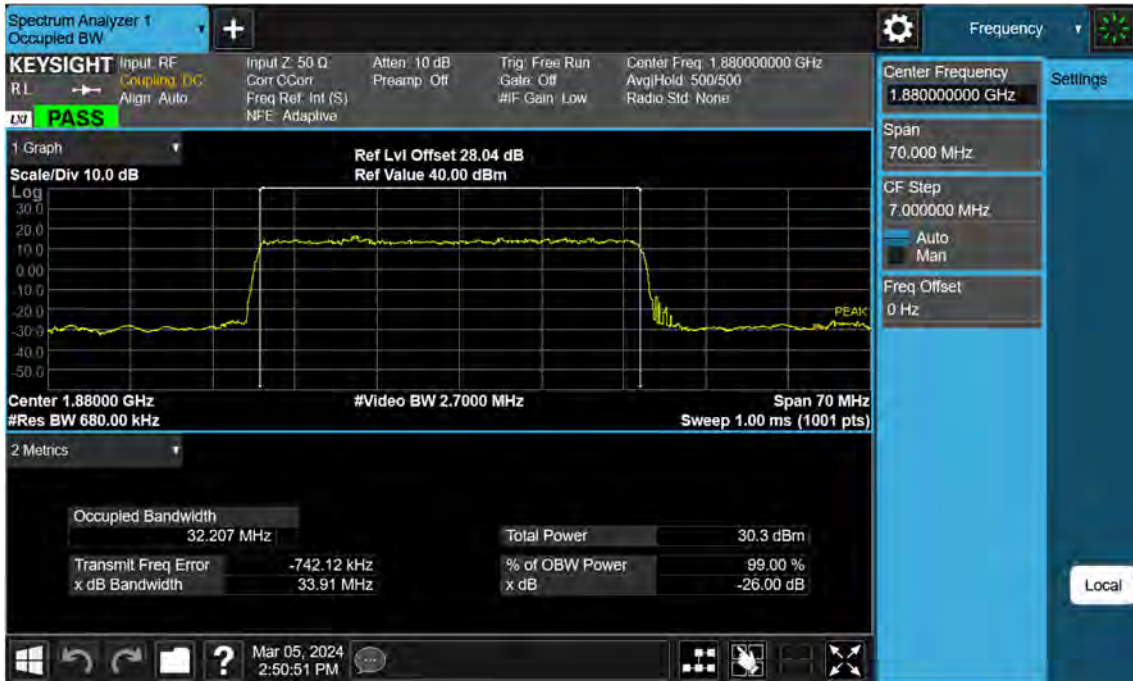 Spectrum Analyzer 1
Occupied BW
Frequency
KEYSIGHT
R L
LXI
PASS
Input: RF
Coupling: DC
Align: Auto
Input Z: 50 Ω
Corr CCorr
Freq Ref: Int (S)
NFE: Adaptive
Atten: 10 dB
Preamp: Off
Trig: Free Run
Gate: Off
#IF Gain: Low
Center Freq: 1.880000000 GHz
Avg|Hold: 500/500
Radio Std: None
Center Frequency
1.880000000 GHz
Settings
Span
70.000 MHz
CF Step
7.000000 MHz
Auto
Man
Freq Offset
0 Hz
Local
1 Graph
Scale/Div 10.0 dB
Ref Lvl Offset 28.04 dB
Ref Value 40.00 dBm
Log
30.0
20.0
10.0
0.00
-10.0
-20.0
-30.0
-40.0
-50.0
PEAK
Center 1.88000 GHz
#Video BW 2.7000 MHz
Span 70 MHz
#Res BW 680.00 kHz
Sweep 1.00 ms (1001 pts)
2 Metrics
Occupied Bandwidth
32.207 MHz
Total Power 30.3 dBm
Transmit Freq Error -742.12 kHz
% of OBW Power 99.00 %
x dB Bandwidth 33.91 MHz
x dB -26.00 dB
?
Mar 05, 2024
2:50:51 PM